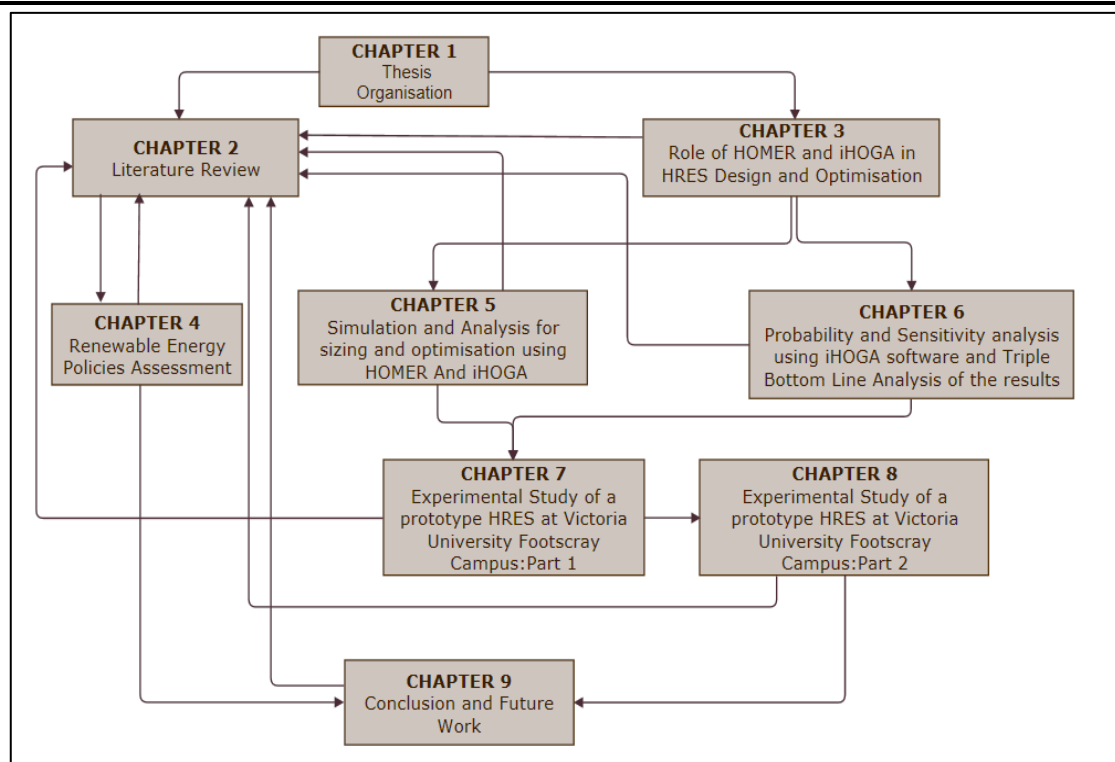 CHAPTER 1
Thesis
Organisation
CHAPTER 2
Literature Review
CHAPTER 3
Role of HOMER and iHOGA in
HRES Design and Optimisation
CHAPTER 4
Renewable Energy
Policies Assessment
CHAPTER 5
Simulation and Analysis for
sizing and optimisation using
HOMER And iHOGA
CHAPTER 6
Probability and Sensitivity analysis
using iHOGA software and Triple
Bottom Line Analysis of the results
CHAPTER 7
Experimental Study of a
prototype HRES at Victoria
University Footscray
Campus:Part 1
CHAPTER 8
Experimental Study of a
prototype HRES at Victoria
University Footscray
Campus:Part 2
CHAPTER 9
Conclusion and Future
Work